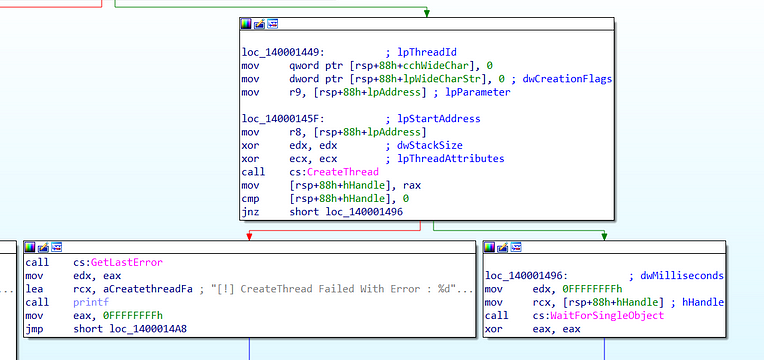 loc_140001449: ; lpThreadId
mov qword ptr [rsp+88h+cchWideChar], 0
mov dword ptr [rsp+88h+lpWideCharStr], 0 ; dwCreationFlags
mov r9, [rsp+88h+lpAddress] ; lpParameter
loc_14000145F: ; lpStartAddress
mov r8, [rsp+88h+lpAddress]
xor edx, edx ; dwStackSize
xor ecx, ecx ; lpThreadAttributes
call cs:CreateThread
mov [rsp+88h+hHandle], rax
cmp [rsp+88h+hHandle], 0
jnz short loc_140001496
...
call cs:GetLastError
mov edx, eax
lea rcx, aCreatethreadFa ; "[!] CreateThread Failed With Error : %d"...
call printf
mov eax, 0FFFFFFFFh
jmp short loc_1400014A8
loc_140001496: ; dwMilliseconds
mov edx, 0FFFFFFFFh
mov rcx, [rsp+88h+hHandle] ; hHandle
call cs:WaitForSingleObject
xor eax, eax